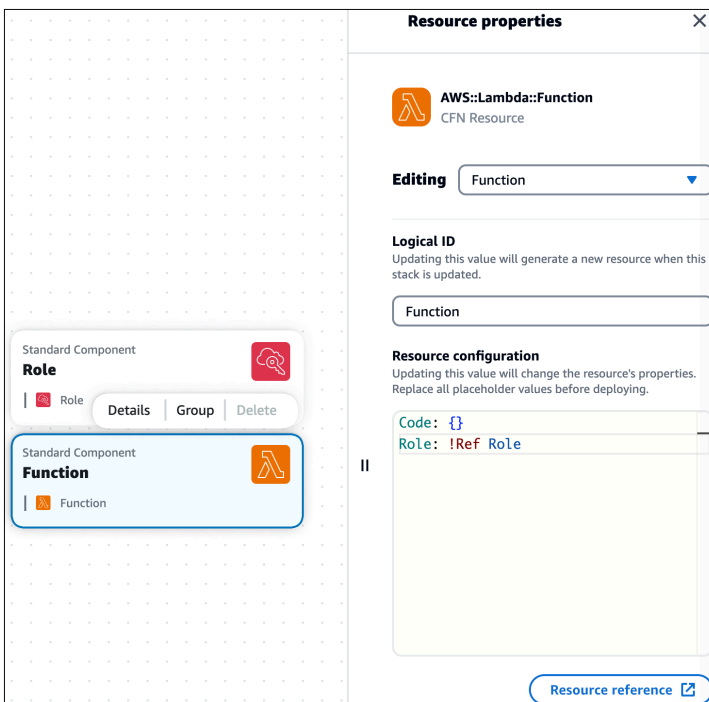 Resource properties
AWS::Lambda::Function
CFN Resource
Editing
Function
Logical ID
Updating this value will generate a new resource when this
stack is updated.
Function
Resource configuration
Updating this value will change the resource's properties.
Replace all placeholder values before deploying.
Code: {}
Role: !Ref Role
Resource reference
Standard Component
Role
Role
Details
Group
Delete
Standard Component
Function
Function